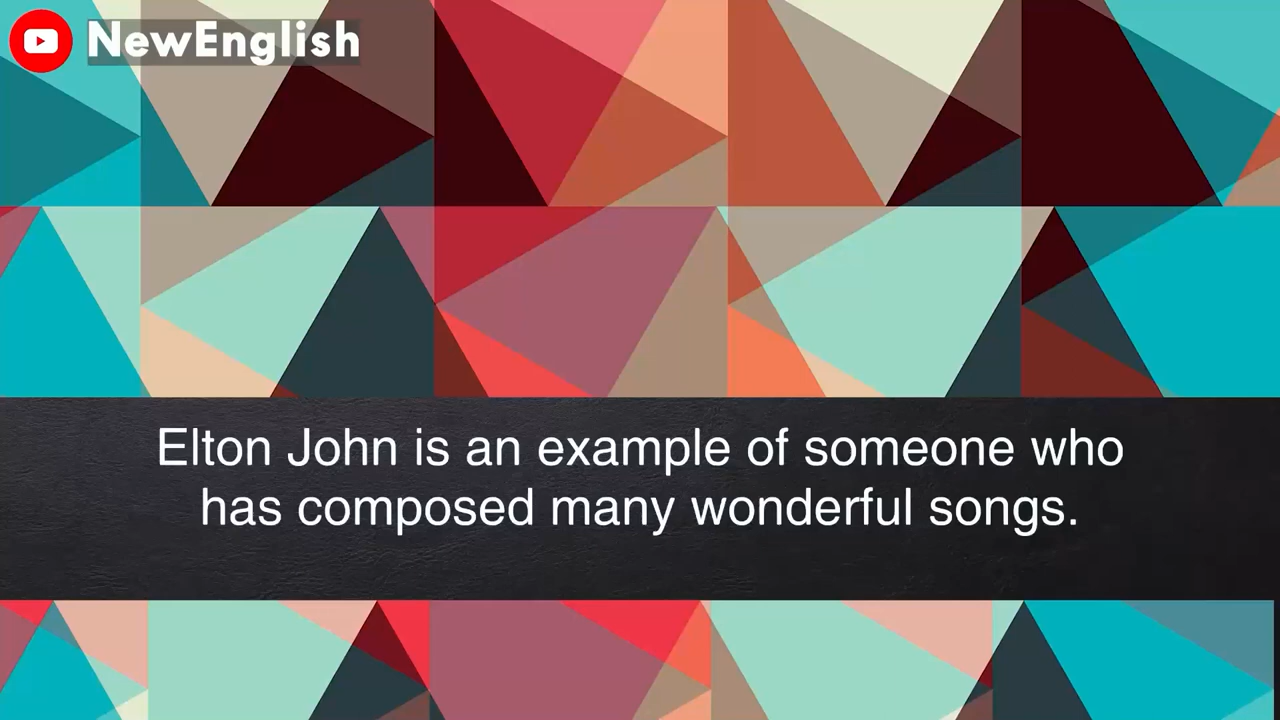 NewEnglish
Elton John is an example of someone who
has composed many wonderful songs.